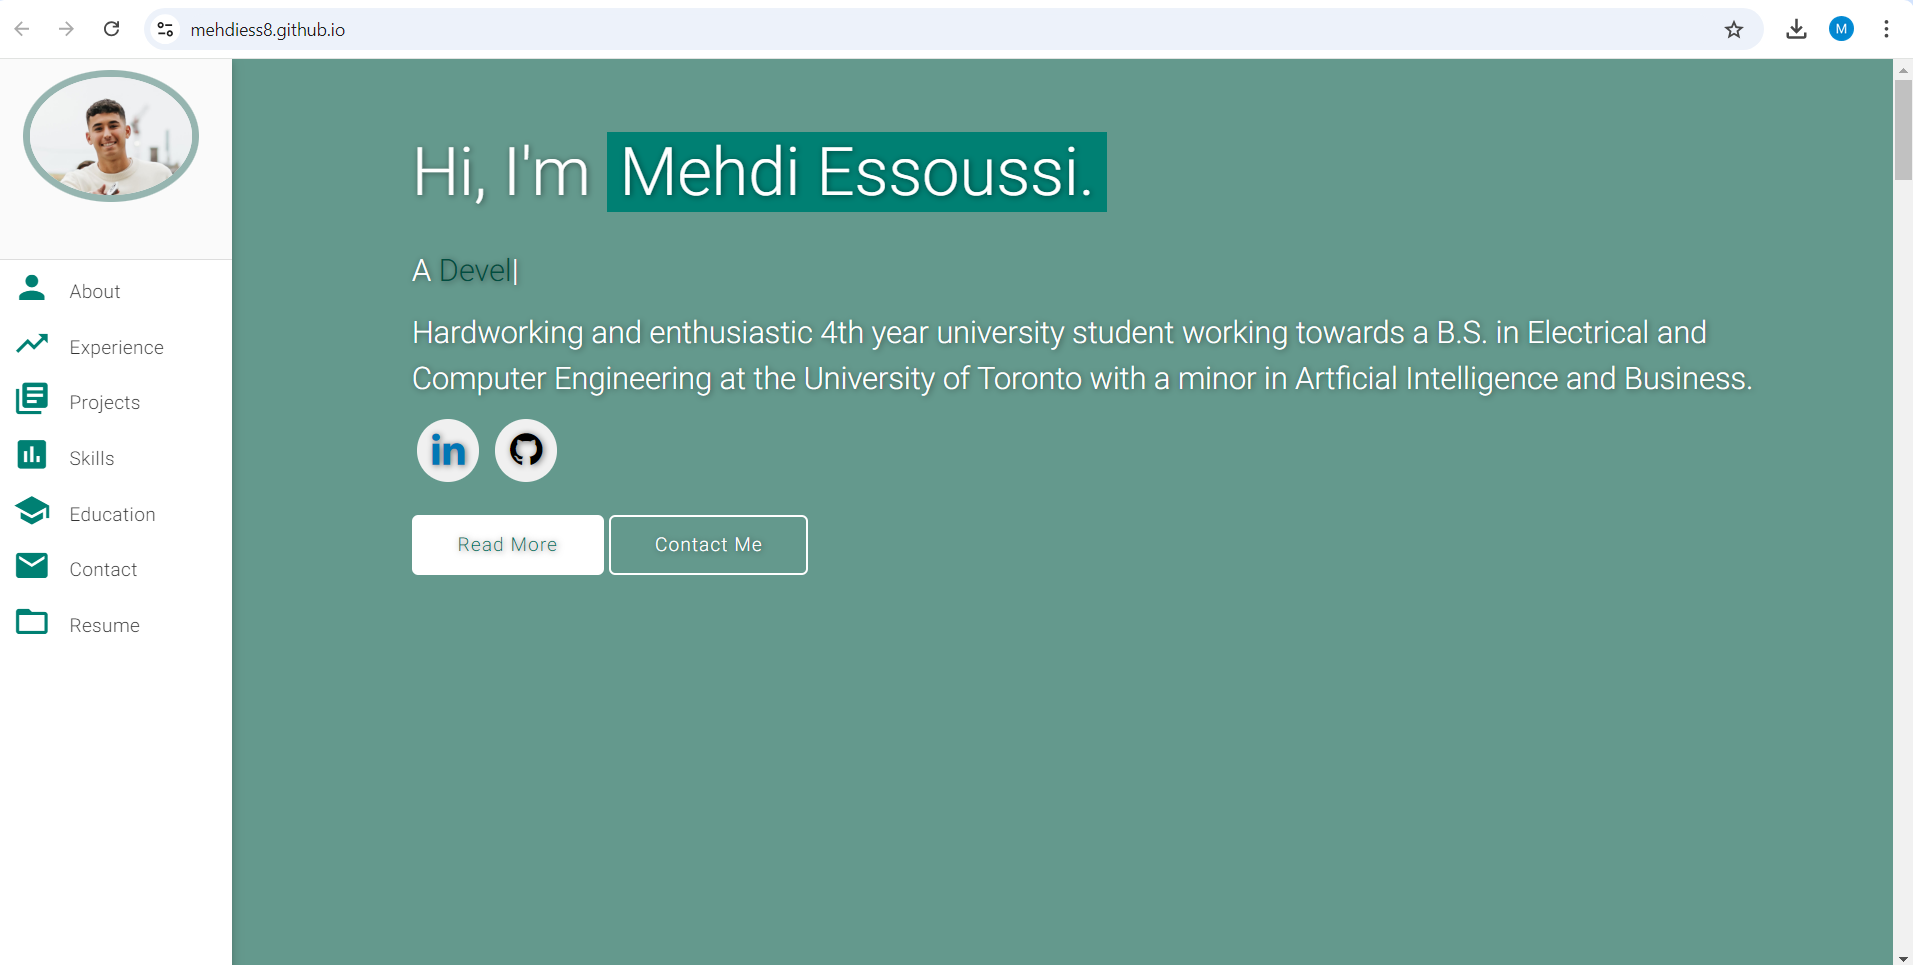 mehdiess8.github.io
M
About
Experience
Projects
Skills
Education
Contact
Resume
Hi, I'm Mehdi Essoussi.
A Devel|
Hardworking and enthusiastic 4th year university student working towards a B.S. in Electrical and
Computer Engineering at the University of Toronto with a minor in Artficial Intelligence and Business.
in
Read More
Contact Me